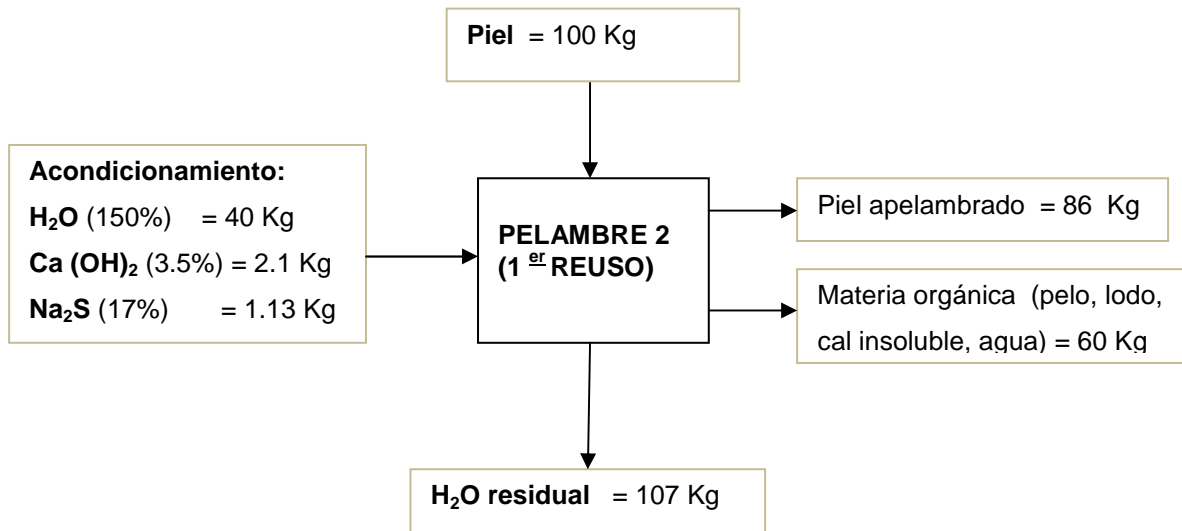 Piel = 100 Kg
Acondicionamiento:
H₂O (150%) = 40 Kg
Ca (OH)₂ (3.5%) = 2.1 Kg
Na₂S (17%) = 1.13 Kg
PELAMBRE 2
(1 er REUSO)
Piel apelambrado = 86 Kg
Materia orgánica (pelo, lodo,
cal insoluble, agua) = 60 Kg
H₂O residual = 107 Kg